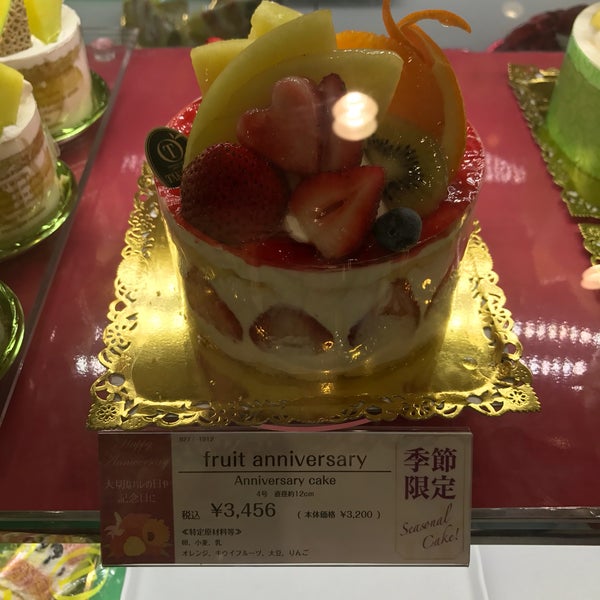 Happy
Anniversary
記念日に
927 - 1912
fruit anniversary
Anniversary cake
4号 直径約12cm
税込 ¥3,456 (本体価格 ¥3,200)
≪特定原材料等≫
卵、小麦、乳
オレンジ、キウイフルーツ、大豆、りんご
季節
限定
Seasonal
Cake!